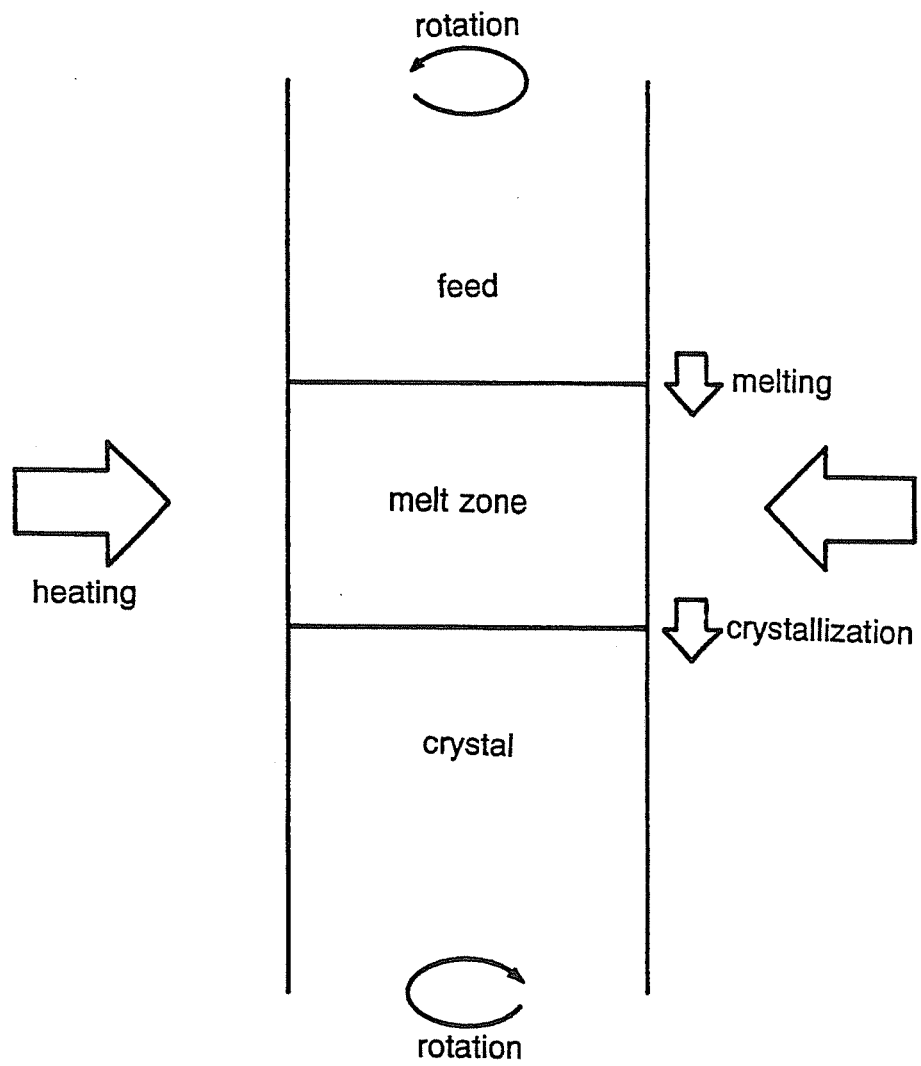 rotation
feed
melting
melt zone
heating
crystallization
crystal
rotation